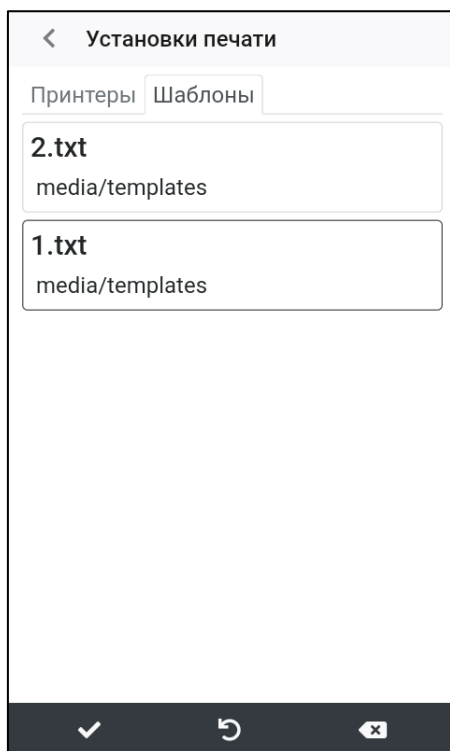 Установки печати
Принтеры Шаблоны
2.txt
media/templates
1.txt
media/templates